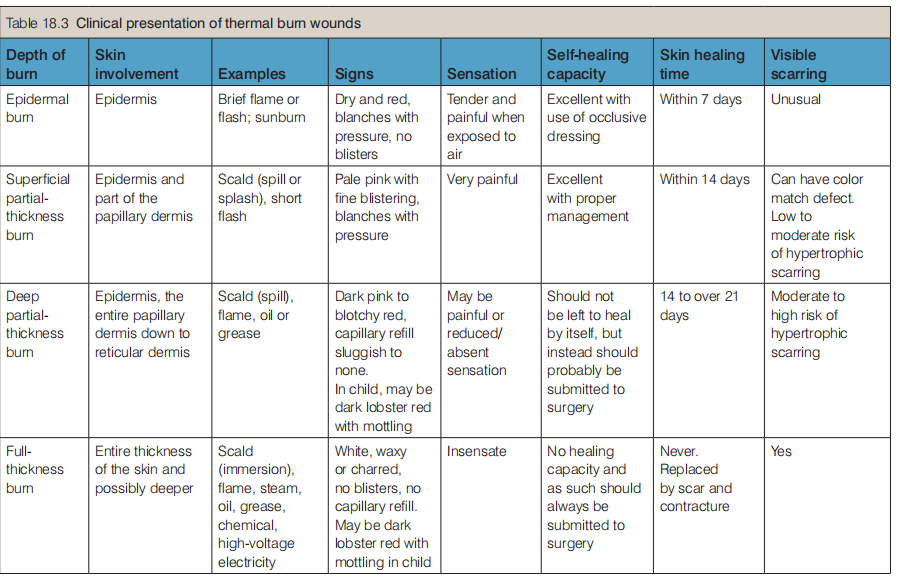 Table 18.3 Clinical presentation of thermal burn wounds
Depth of
burn
Skin
involvement
Examples
Signs
Sensation
Self-healing
capacity
Skin healing
time
Visible
scarring
Epidermal
burn
Epidermis
Brief flame or
flash; sunburn
Dry and red,
blanches with
pressure, no
blisters
Tender and
painful when
exposed to
air
Excellent with
use of occlusive
dressing
Within 7 days
Unusual
Superficial
partial-
thickness
burn
Epidermis and
part of the
papillary dermis
Scald (spill or
splash), short
flash
Pale pink with
fine blistering,
blanches with
pressure
Very painful
Excellent
with proper
management
Within 14 days
Can have color
match defect.
Low to
moderate risk
of hypertrophic
scarring
Deep
partial-
thickness
burn
Epidermis, the
entire papillary
dermis down to
reticular dermis
Scald (spill),
flame, oil or
grease
Dark pink to
blotchy red,
capillary refill
sluggish to
none.
In child, may be
dark lobster red
with mottling
May be
painful or
reduced/
absent
sensation
Should not
be left to heal
by itself, but
instead should
probably be
submitted to
surgery
14 to over 21
days
Moderate to
high risk of
hypertrophic
scarring
Full-
thickness
burn
Entire thickness
of the skin and
possibly deeper
Scald
(immersion),
flame, steam,
oil, grease,
chemical,
high-voltage
electricity
White, waxy
or charred,
no blisters, no
capillary refill.
May be dark
lobster red with
mottling in child
Insensate
No healing
capacity and
as such should
always be
submitted to
surgery
Never.
Replaced
by scar and
contracture
Yes